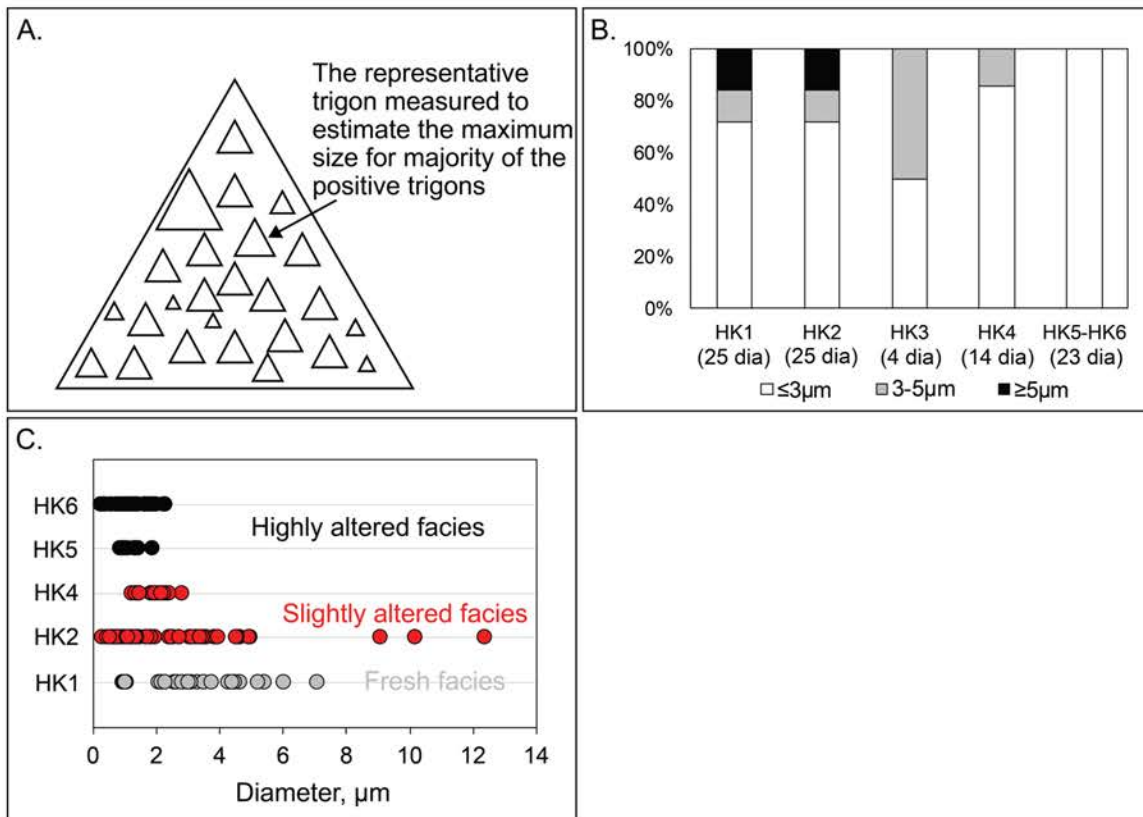 A.
The representative
trigon measured to
estimate the maximum
size for majority of the
positive trigons
B.
100%
80%
60%
40%
20%
0%
HK1 HK2 HK3 HK4 HK5-HK6
(25 dia) (25 dia) (4 dia) (14 dia) (23 dia)
≤3µm 3-5µm ≥5µm
C.
HK6
Highly altered facies
HK5
HK4
Slightly altered facies
HK2
HK1 Fresh facies
0 2 4 6 8 10 12 14
Diameter, µm